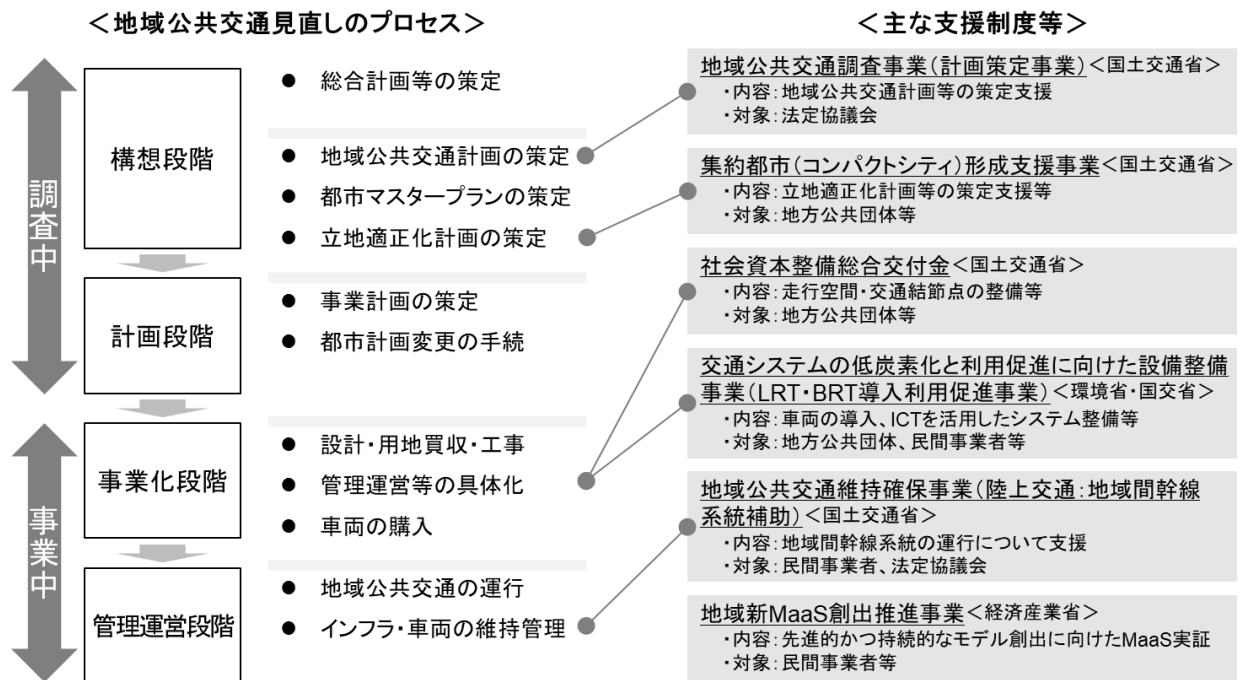 ＜地域公共交通見直しのプロセス＞
調査中
事業中
構想段階
● 総合計画等の策定
● 地域公共交通計画の策定
● 都市マスタープランの策定
● 立地適正化計画の策定
計画段階
● 事業計画の策定
● 都市計画変更の手続
事業化段階
● 設計・用地買収・工事
● 管理運営等の具体化
● 車両の購入
管理運営段階
● 地域公共交通の運行
● インフラ・車両の維持管理
＜主な支援制度等＞
地域公共交通調査事業（計画策定事業）＜国土交通省＞
・内容：地域公共交通計画等の策定支援
・対象：法定協議会
集約都市（コンパクトシティ）形成支援事業＜国土交通省＞
・内容：立地適正化計画等の策定支援等
・対象：地方公共団体等
社会資本整備総合交付金＜国土交通省＞
・内容：走行空間・交通結節点の整備等
・対象：地方公共団体等
交通システムの低炭素化と利用促進に向けた設備整備
事業（LRT・BRT導入利用促進事業）＜環境省・国交省＞
・内容：車両の導入、ICTを活用したシステム整備等
・対象：地方公共団体、民間事業者等
地域公共交通維持確保事業（陸上交通：地域間幹線
系統補助）＜国土交通省＞
・内容：地域間幹線系統の運行について支援
・対象：民間事業者、法定協議会
地域新MaaS創出推進事業＜経済産業省＞
・内容：先進的かつ持続的なモデル創出に向けたMaaS実証
・対象：民間事業者等